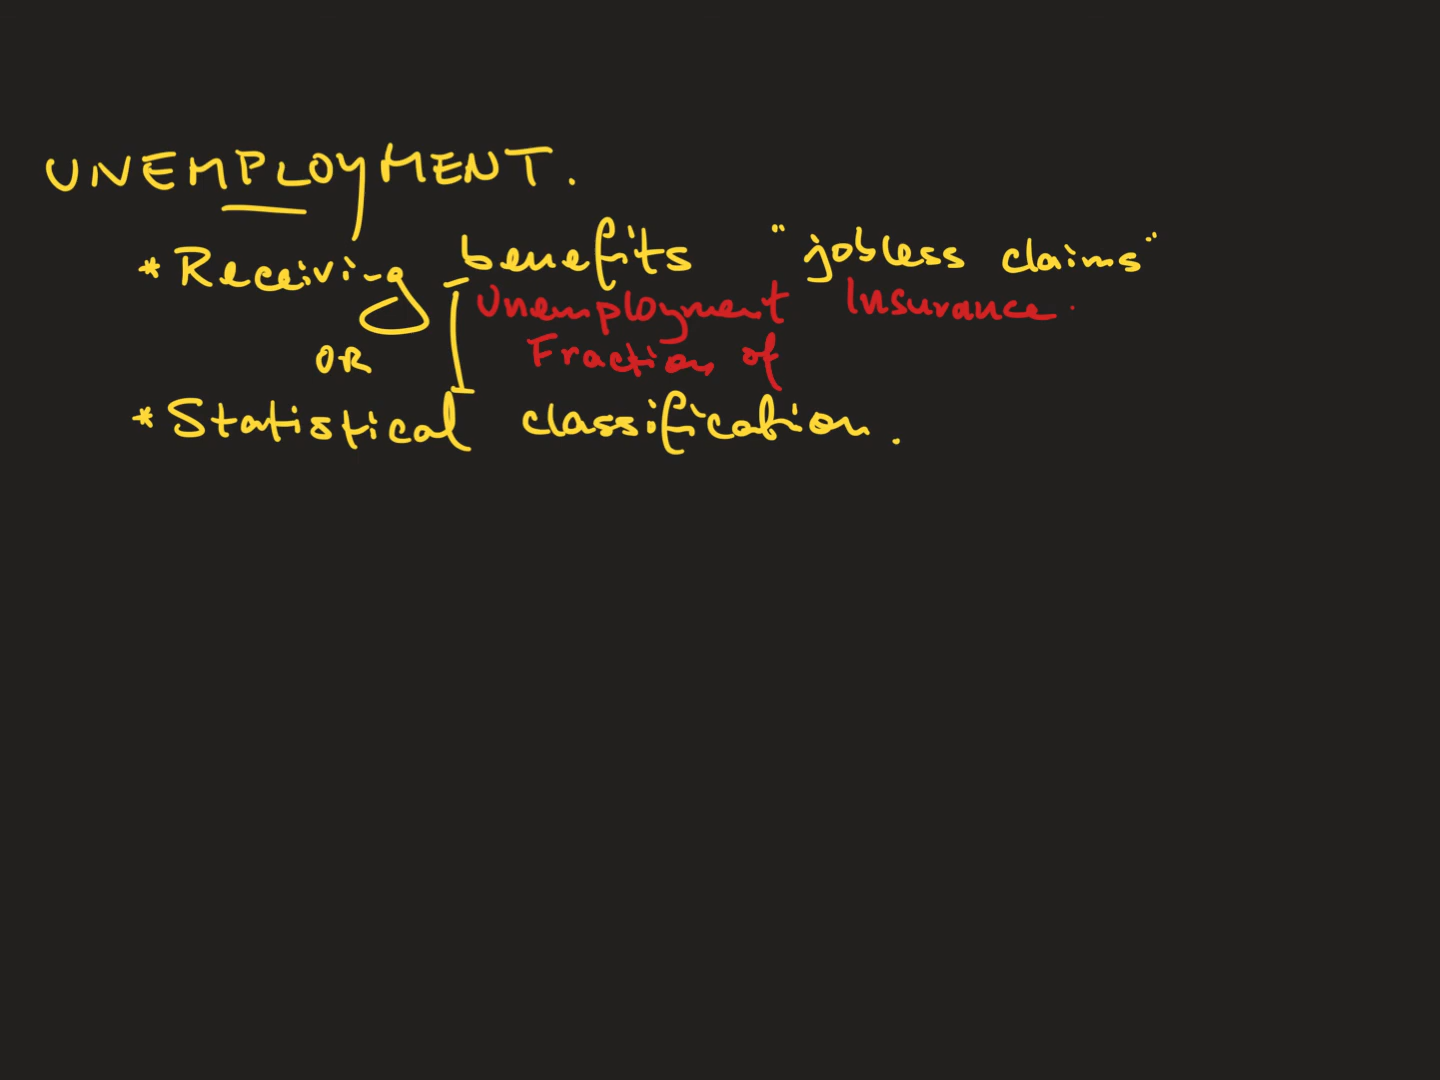 UNEMPLOYMENT.
* Receiving benefits "jobless claims"
Unemployment Insurance.
OR Fraction of
* Statistical classification.